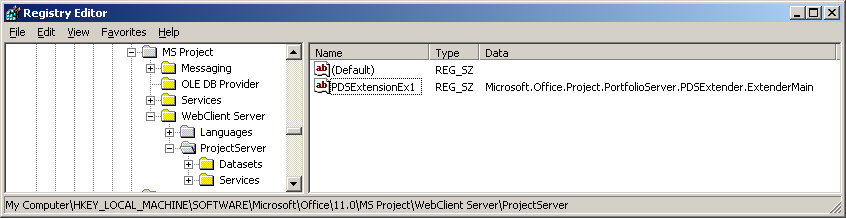 Registry Editor
File Edit View Favorites Help
MS Project
Messaging
OLE DB Provider
Services
WebClient Server
Languages
ProjectServer
Datasets
Services
Name Type Data
ab (Default) REG_SZ
ab PDSExtensionEx1 REG_SZ Microsoft.Office.Project.PortfolioServer.PDSExtender.ExtenderMain
My Computer\HKEY_LOCAL_MACHINE\SOFTWARE\Microsoft\Office\11.0\MS Project\WebClient Server\ProjectServer